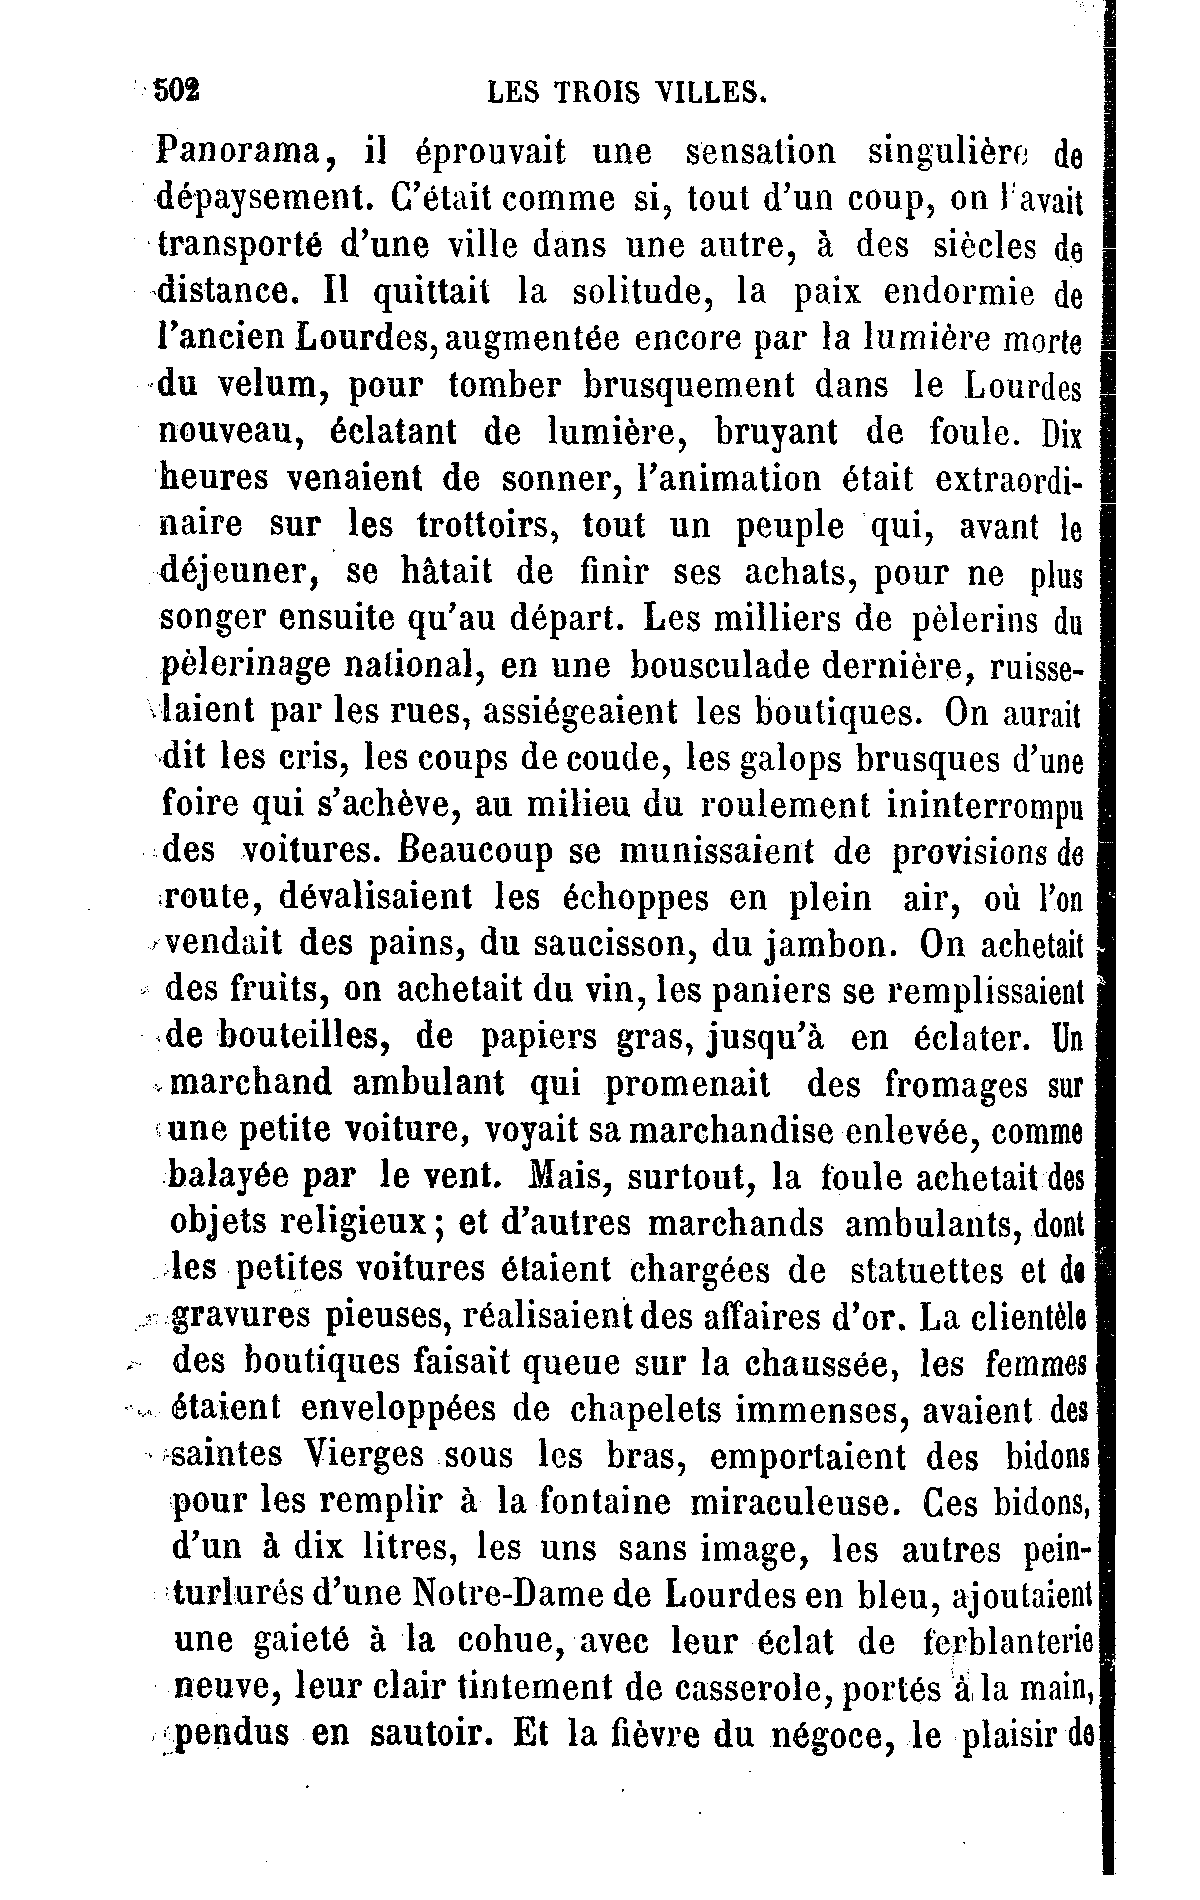 502 LES TROIS VILLES.
Panorama, il éprouvait une sensation singulière de
dépaysement. C'était comme si, tout d'un coup, on l'avait
transporté d'une ville dans une autre, à des siècles de
distance. Il quittait la solitude, la paix endormie de
l'ancien Lourdes, augmentée encore par la lumière morte
du velum, pour tomber brusquement dans le Lourdes
nouveau, éclatant de lumière, bruyant de foule. Dix
heures venaient de sonner, l'animation était extraordi-
naire sur les trottoirs, tout un peuple qui, avant le
déjeuner, se hâtait de finir ses achats, pour ne plus
songer ensuite qu'au départ. Les milliers de pèlerins du
pèlerinage national, en une bousculade dernière, ruisse-
laient par les rues, assiégeaient les boutiques. On aurait
dit les cris, les coups de coude, les galops brusques d'une
foire qui s'achève, au milieu du roulement ininterrompu
des voitures. Beaucoup se munissaient de provisions de
route, dévalisaient les échoppes en plein air, où l'on
vendait des pains, du saucisson, du jambon. On achetait
des fruits, on achetait du vin, les paniers se remplissaient
de bouteilles, de papiers gras, jusqu'à en éclater. Un
marchand ambulant qui promenait des fromages sur
une petite voiture, voyait sa marchandise enlevée, comme
balayée par le vent. Mais, surtout, la foule achetait des
objets religieux ; et d'autres marchands ambulants, dont
les petites voitures étaient chargées de statuettes et de
gravures pieuses, réalisaient des affaires d'or. La clientèle
des boutiques faisait queue sur la chaussée, les femmes
étaient enveloppées de chapelets immenses, avaient des
saintes Vierges sous les bras, emportaient des bidons
pour les remplir à la fontaine miraculeuse. Ces bidons,
d'un à dix litres, les uns sans image, les autres pein-
turlurés d'une Notre-Dame de Lourdes en bleu, ajoutaient
une gaieté à la cohue, avec leur éclat de ferblanterie
neuve, leur clair tintement de casserole, portés à la main,
pendus en sautoir. Et la fièvre du négoce, le plaisir de